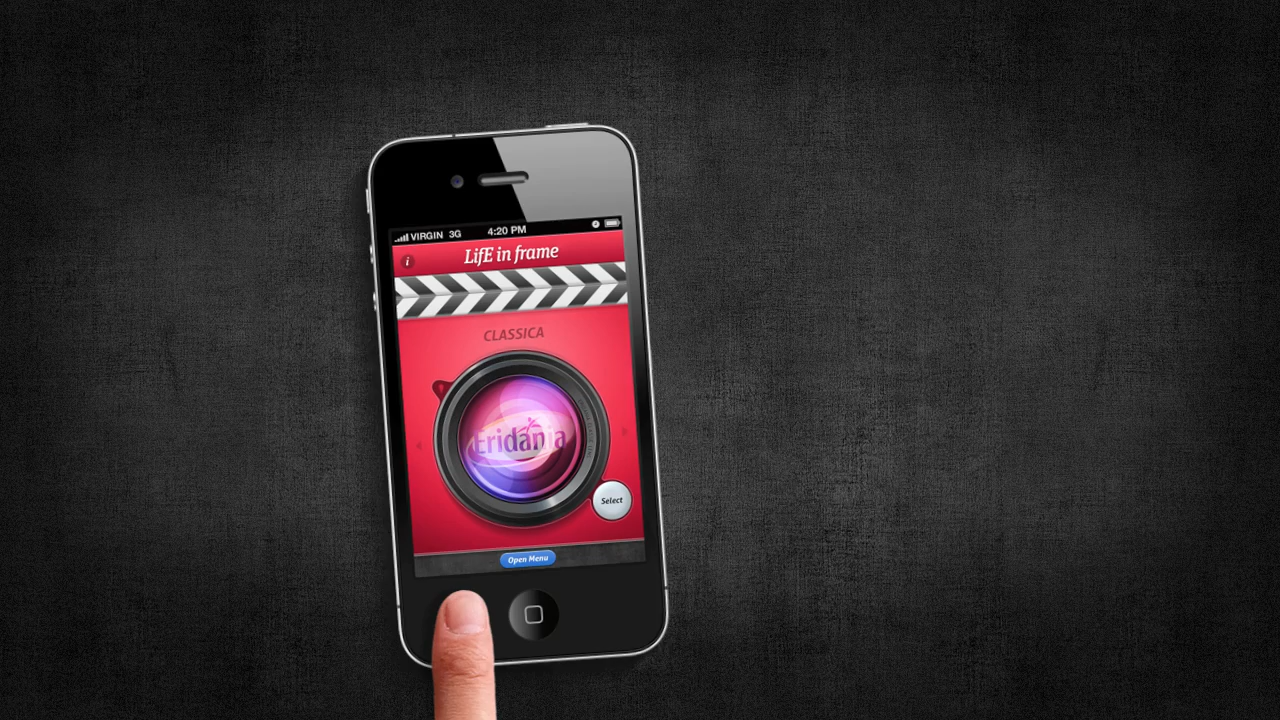 VIRGIN 3G 4:20 PM
i
LifE in frame
CLASSICA
Eridania
Select
Open Menu